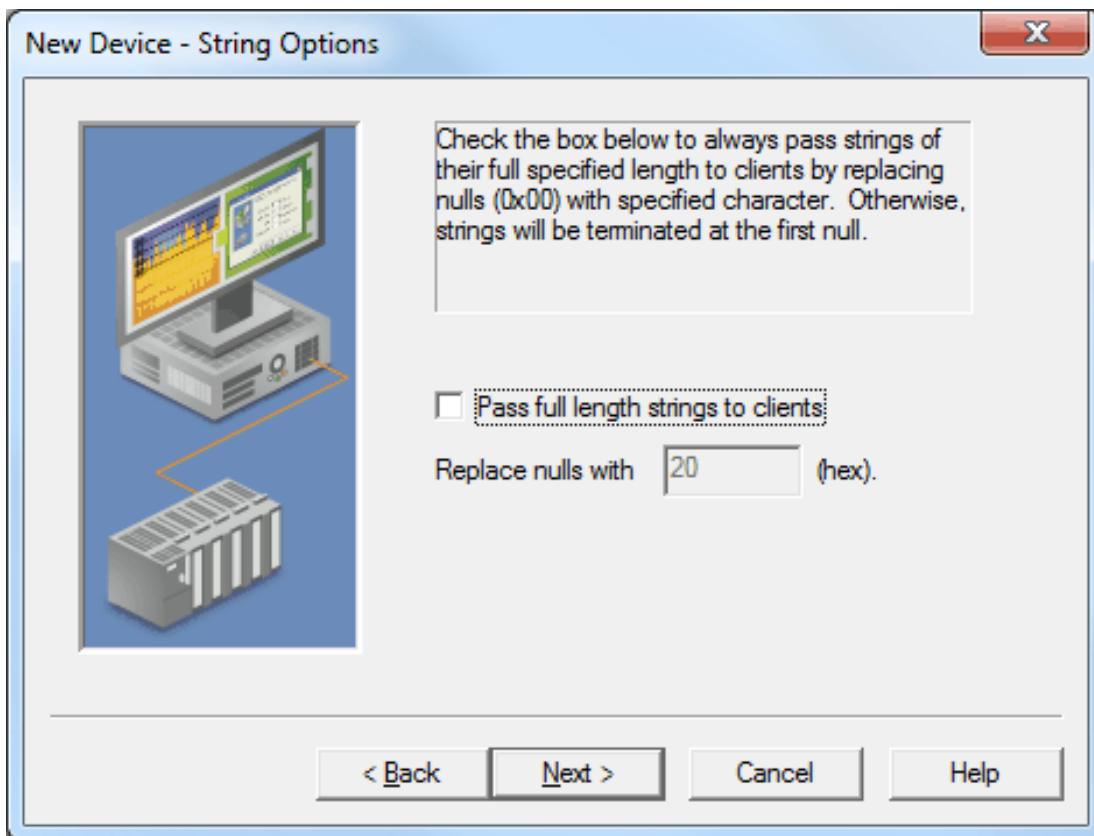 New Device - String Options
Check the box below to always pass strings of
their full specified length to clients by replacing
nulls (0x00) with specified character.  Otherwise,
strings will be terminated at the first null.
Pass full length strings to clients
Replace nulls with 20 (hex).
< Back Next > Cancel Help